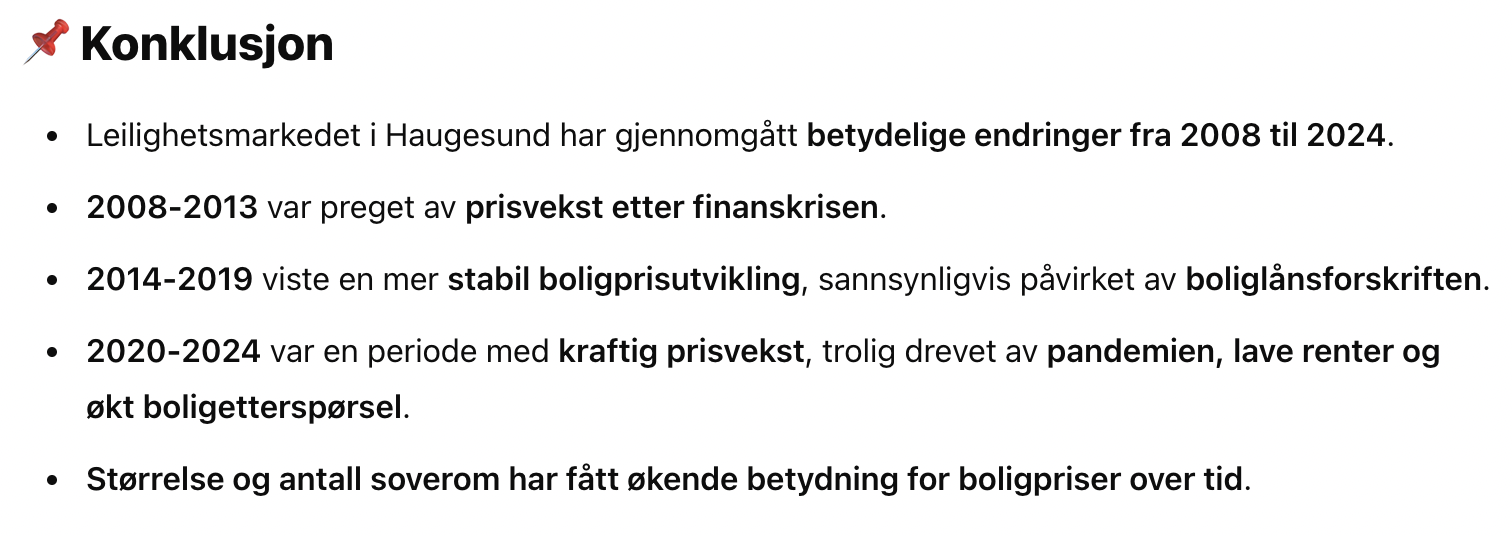 📌 Konklusjon
• Leilighetsmarkedet i Haugesund har gjennomgått betydelige endringer fra 2008 til 2024.
• 2008-2013 var preget av prisvekst etter finanskrisen.
• 2014-2019 viste en mer stabil boligprisutvikling, sannsynligvis påvirket av boliglånsforskriften.
• 2020-2024 var en periode med kraftig prisvekst, trolig drevet av pandemien, lave renter og
økt boligetterspørsel.
• Størrelse og antall soverom har fått økende betydning for boligpriser over tid.